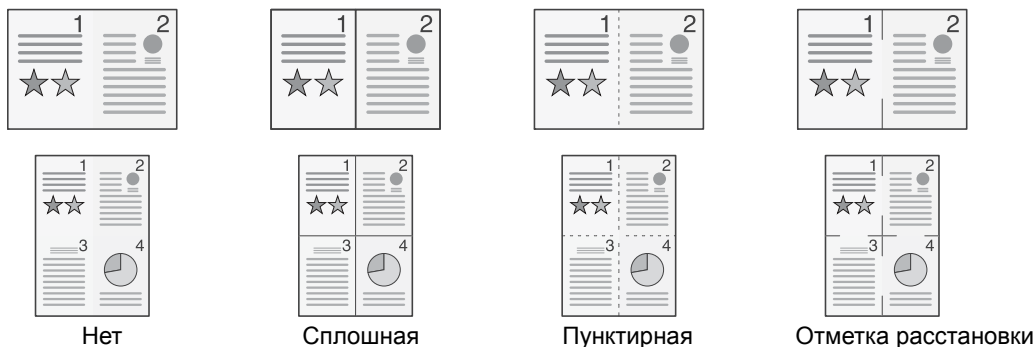 1 2 1 2 1 2 1 2
1 2 1 2 1 2 1 2
3 4 3 4 3 4 3 4
Нет Сплошная Пунктирная Отметка расстановки